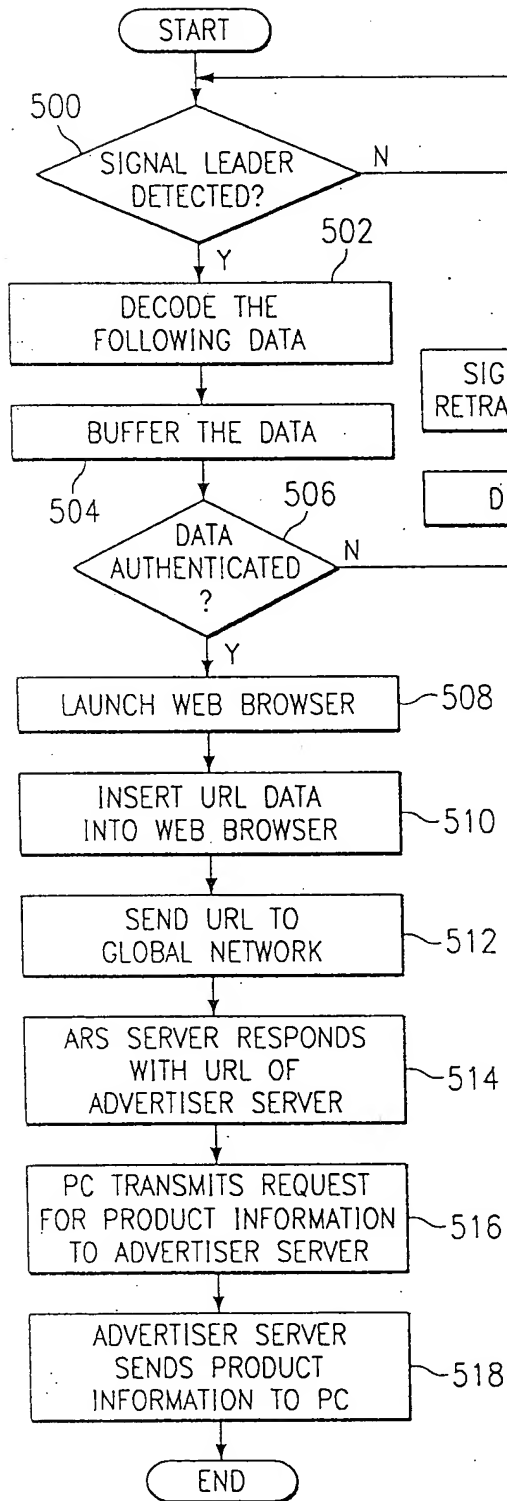 START
500
SIGNAL LEADER
DETECTED?
N
Y
502
DECODE THE
FOLLOWING DATA
BUFFER THE DATA
504
506
DATA
AUTHENTICATED
?
N
Y
LAUNCH WEB BROWSER
508
INSERT URL DATA
INTO WEB BROWSER
510
SEND URL TO
GLOBAL NETWORK
512
ARS SERVER RESPONDS
WITH URL OF
ADVERTISER SERVER
514
PC TRANSMITS REQUEST
FOR PRODUCT INFORMATION
TO ADVERTISER SERVER
516
ADVERTISER SERVER
SENDS PRODUCT
INFORMATION TO PC
518
END